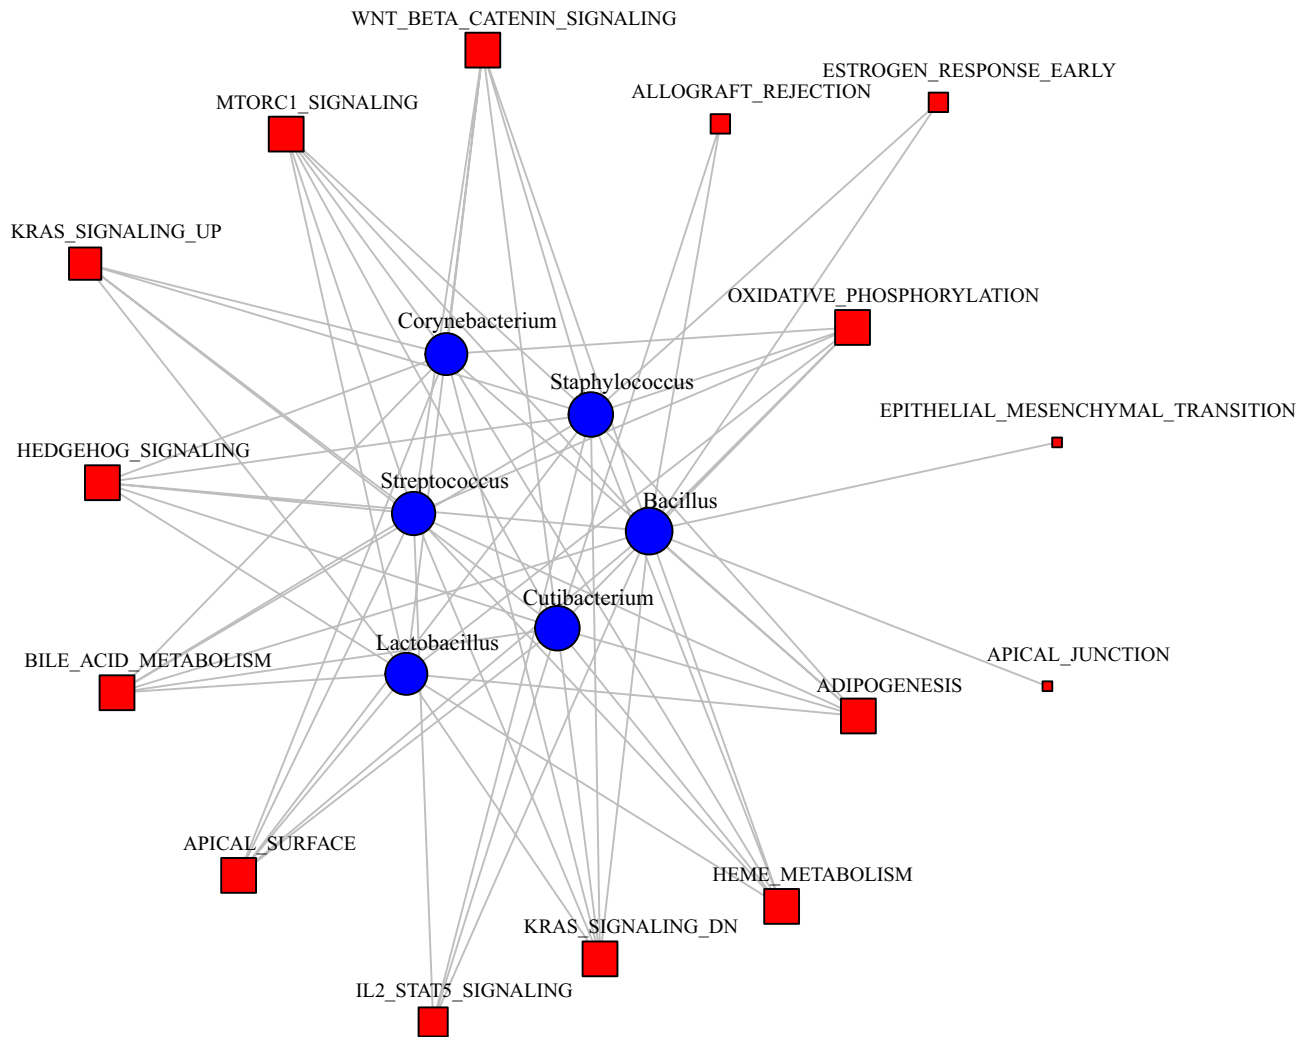 WNT_BETA_CATENIN_SIGNALING
ESTROGEN_RESPONSE_EARLY
ALLOGRAFT_REJECTION
MTORC1_SIGNALING
KRAS_SIGNALING_UP
OXIDATIVE_PHOSPHORYLATION
Corynebacterium
Staphylococcus
EPITHELIAL_MESENCHYMAL_TRANSITION
HEDGEHOG_SIGNALING
Streptococcus
Bacillus
Cutibacterium
Lactobacillus
APICAL_JUNCTION
BILE_ACID_METABOLISM
ADIPOGENESIS
APICAL_SURFACE
HEME_METABOLISM
KRAS_SIGNALING_DN
IL2_STAT5_SIGNALING